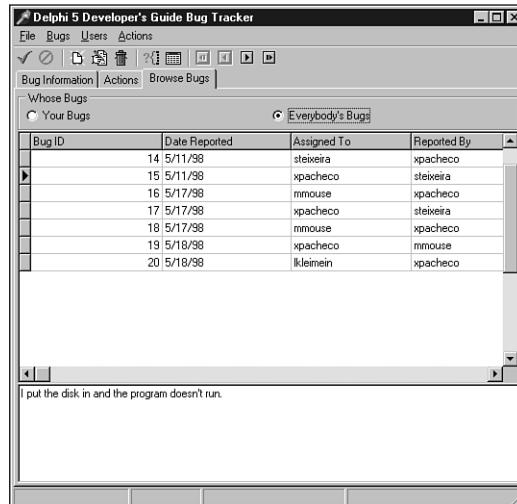 Delphi 5 Developer's Guide Bug Tracker
File Bugs Users Actions
Bug Information Actions Browse Bugs
Whose Bugs
Your Bugs Everybody's Bugs
Bug ID Date Reported Assigned To Reported By
14 5/11/98 steixeira xpacheco
15 5/11/98 xpacheco steixeira
16 5/17/98 mmouse xpacheco
17 5/17/98 xpacheco steixeira
18 5/17/98 mmouse xpacheco
19 5/18/98 xpacheco mmouse
20 5/18/98 lkleimein xpacheco
I put the disk in and the program doesn't run.